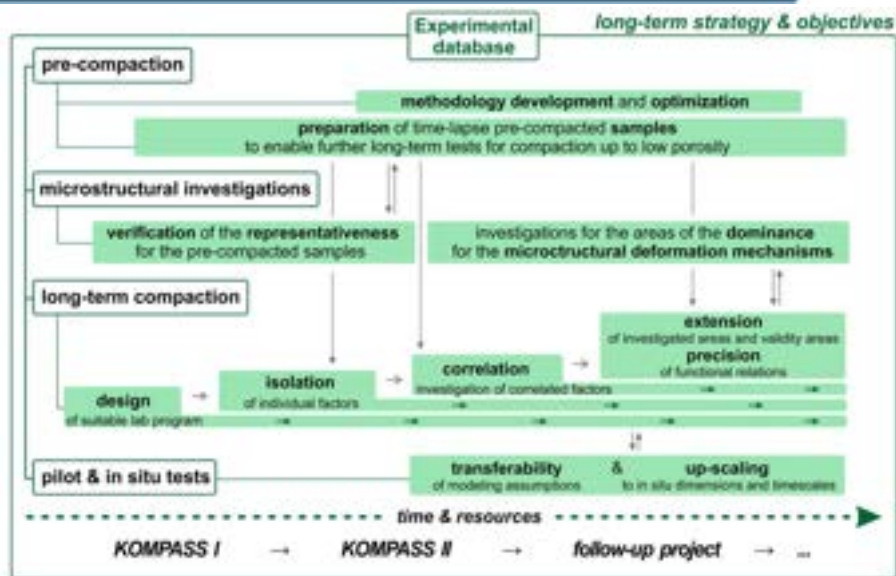 long-term strategy & objectives
Experimental
database
pre-compaction
methodology development and optimization
preparation of time-lapse pre-compacted samples
to enable further long-term tests for compaction up to low porosity
microstructural investigations
verification of the representativeness
for the pre-compacted samples
investigations for the areas of the dominance
for the microctructural deformation mechanisms
long-term compaction
extension
of investigated areas and validity areas
precision
of functional relations
correlation
investigation of correlated factors
isolation
of individual factors
design
of suitable lab program
pilot & in situ tests
transferability & up-scaling
of modeling assumptions to in situ dimensions and timescales
time & resources
KOMPASS I → KOMPASS II → follow-up project → ...